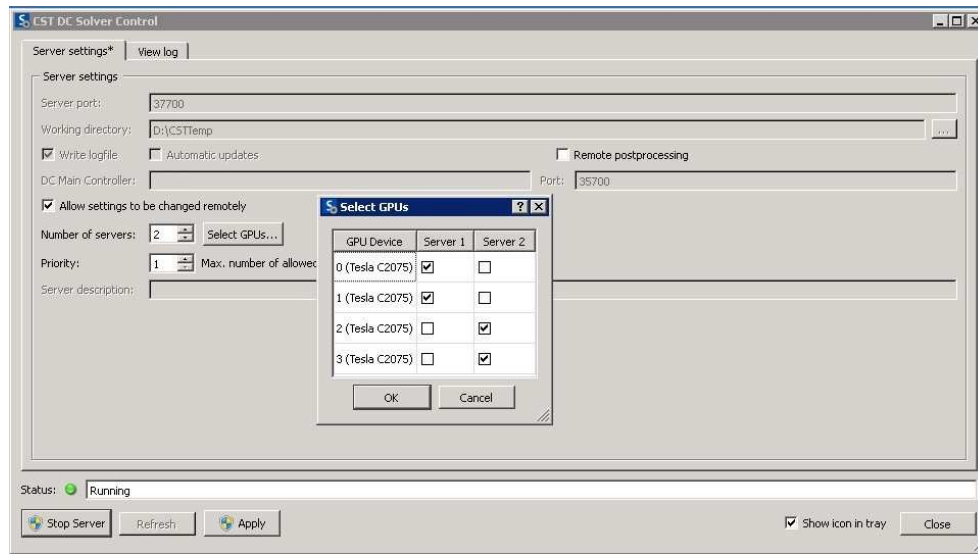 CST DC Solver Control
Server settings* View log
Server settings
Server port: 37700
Working directory: D:\CSTTemp ...
Write logfile Automatic updates Remote postprocessing
DC Main Controller: Port: 35700
Allow settings to be changed remotely
Number of servers: 2 Select GPUs...
Priority: 1 Max. number of allowed
Server description:
Select GPUs ?
GPU Device Server 1 Server 2
0 (Tesla C2075)
1 (Tesla C2075)
2 (Tesla C2075)
3 (Tesla C2075)
OK Cancel
Status: Running
Stop Server Refresh Apply Show icon in tray Close